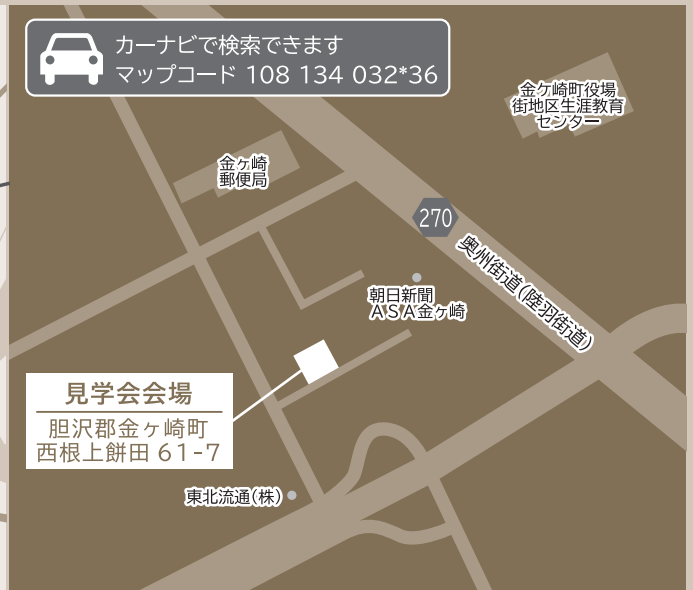 カーナビで検索できます
マップコード 108 134 032*36
金ケ崎町役場
街地区生涯教育
センター
金ヶ崎
郵便局
270
奥州街道(陸羽街道)
朝日新聞
ASA金ヶ崎
見学会会場
胆沢郡金ヶ崎町
西根上餅田 61-7
東北流通(株)